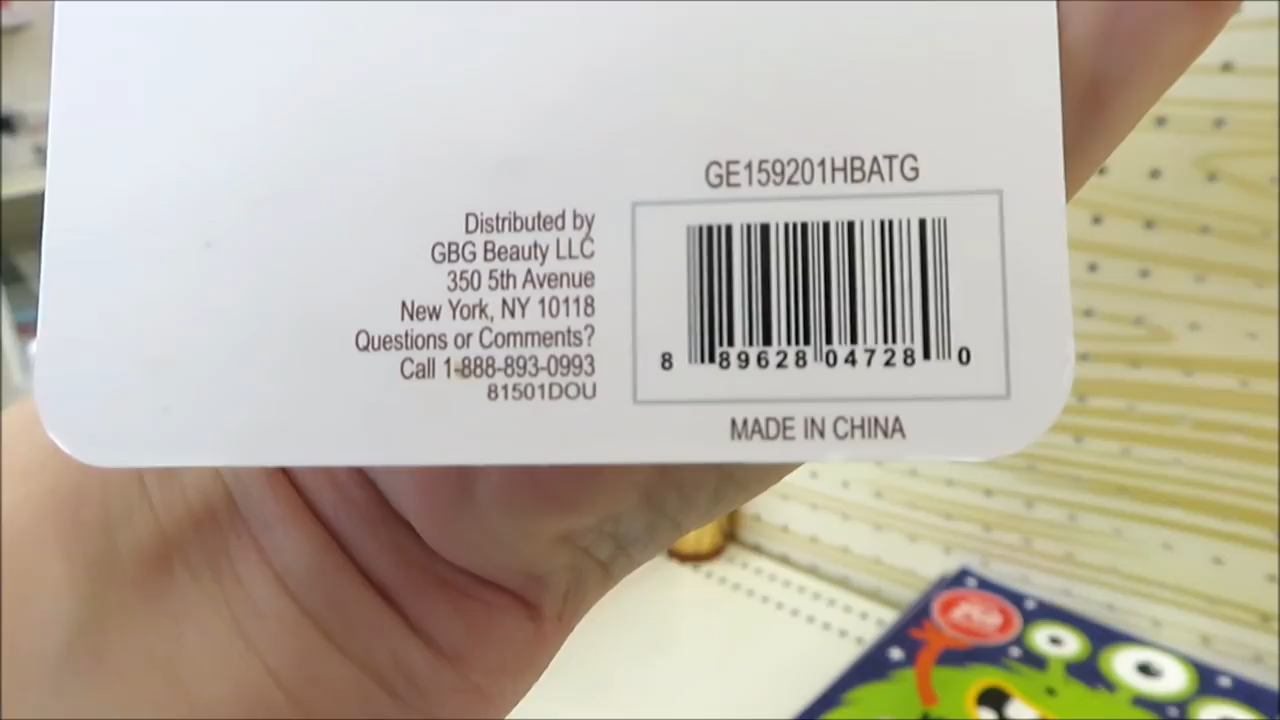 GE159201HBATG
Distributed by
GBG Beauty LLC
350 5th Avenue
New York, NY 10118
Questions or Comments?
Call 1-888-893-0993
81501DOU
8 89628 04728 0
MADE IN CHINA